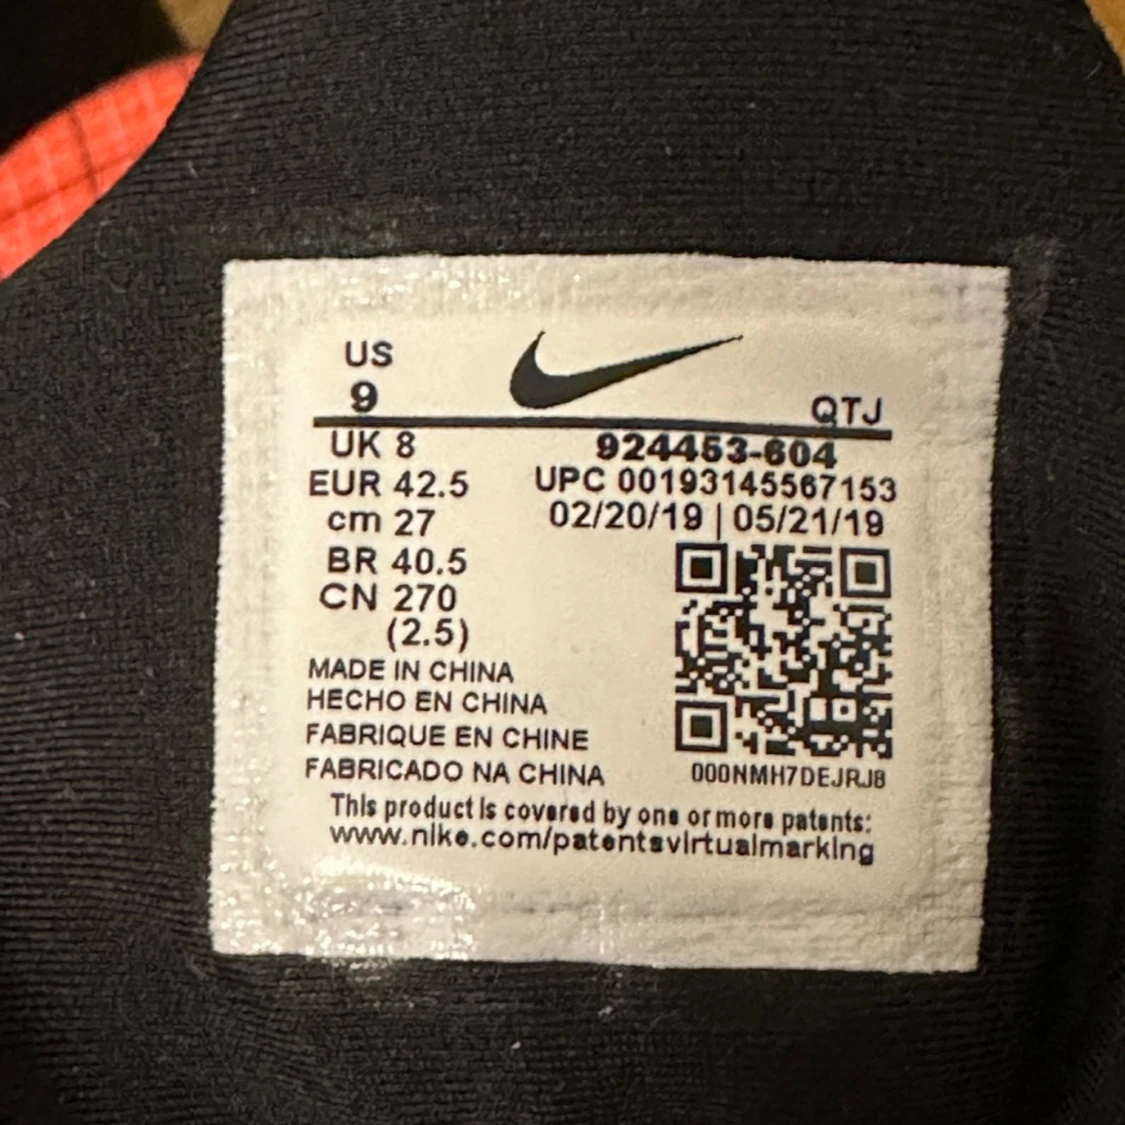 US
9
QTJ
UK 8
924453-604
EUR 42.5
UPC 00193145567153
cm 27
02/20/19 | 05/21/19
BR 40.5
CN 270
(2.5)
MADE IN CHINA
HECHO EN CHINA
FABRIQUE EN CHINE
FABRICADO NA CHINA
000NMH7DEJRJ8
This product is covered by one or more patents:
www.nike.com/patentsvirtualmarking